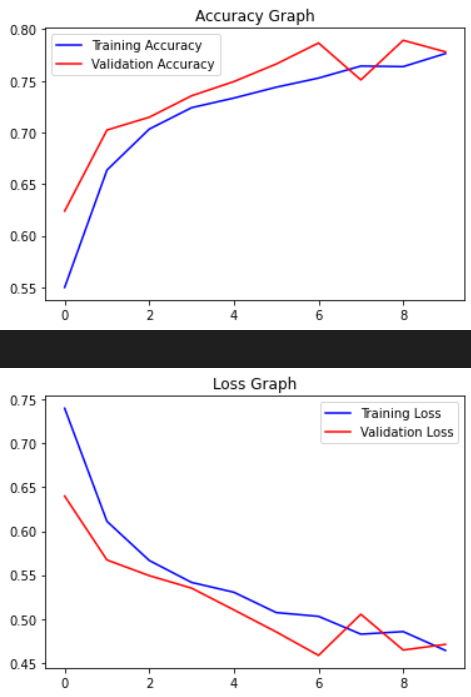 Accuracy Graph
0.80
Training Accuracy
Validation Accuracy
0.75
0.70
0.65
0.60
0.55
0 2 4 6 8
Loss Graph
0.75
Training Loss
Validation Loss
0.70
0.65
0.60
0.55
0.50
0.45
0 2 4 6 8